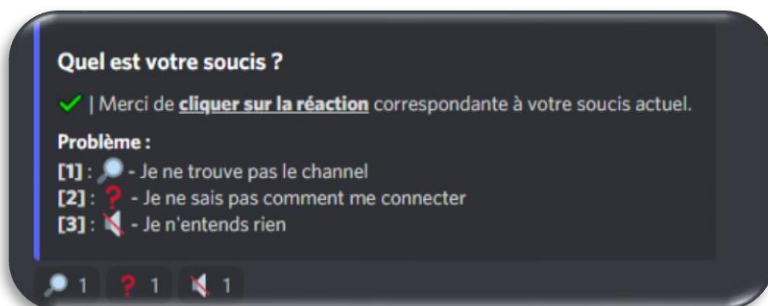 Quel est votre soucis ?
✔ | Merci de cliquer sur la réaction correspondante à votre soucis actuel.
Problème :
[1] : 🔎 - Je ne trouve pas le channel
[2] : ❓ - Je ne sais pas comment me connecter
[3] : 🔇 - Je n'entends rien
🔎 1 ❓ 1 🔇 1